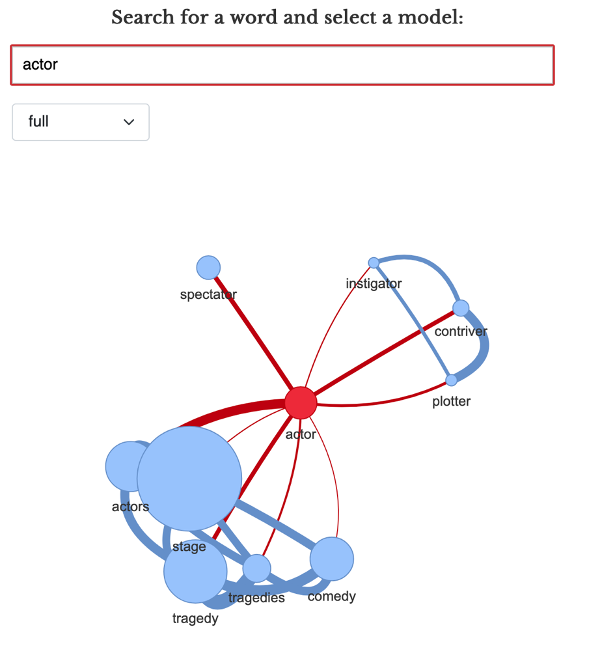 Search for a word and select a model:
actor
full
spectator
instigator
contriver
plotter
actor
actors
stage
tragedies
comedy
tragedy